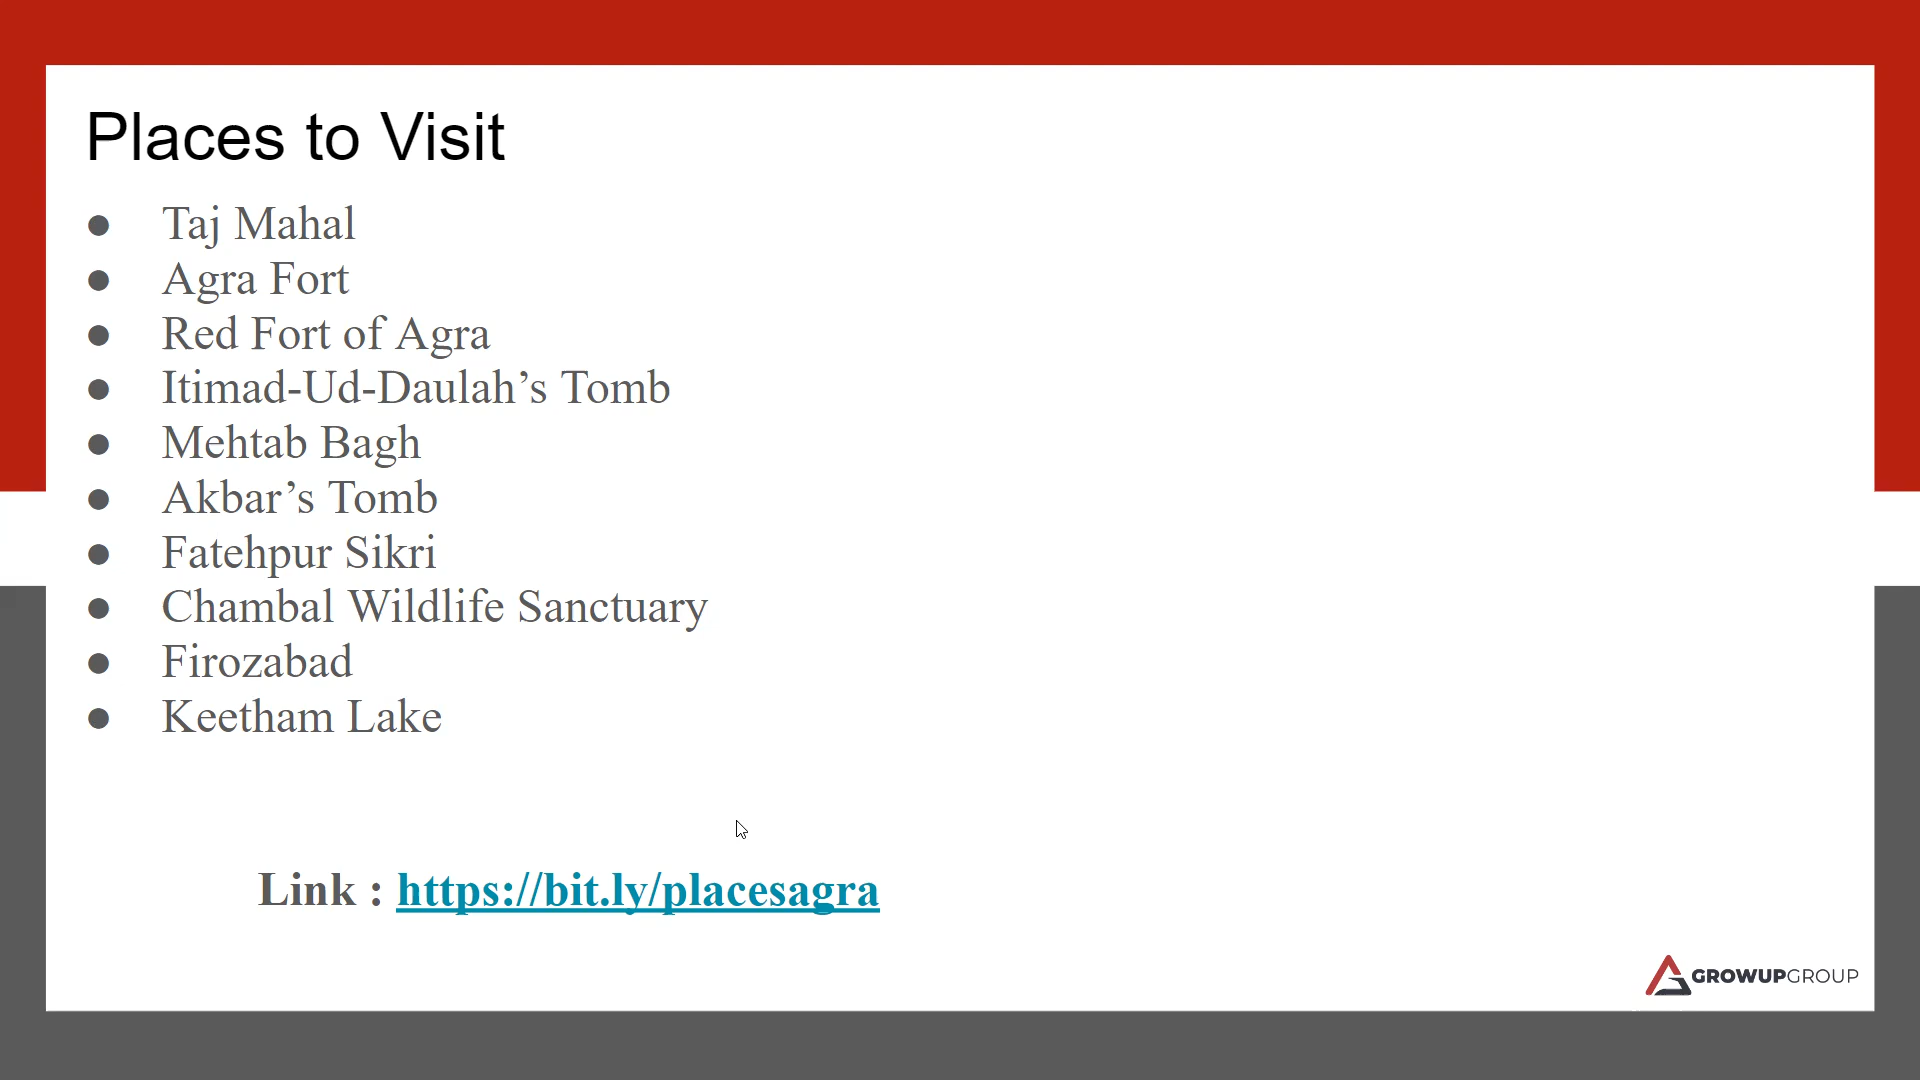 Places to Visit
● Taj Mahal
● Agra Fort
● Red Fort of Agra
● Itimad-Ud-Daulah’s Tomb
● Mehtab Bagh
● Akbar’s Tomb
● Fatehpur Sikri
● Chambal Wildlife Sanctuary
● Firozabad
● Keetham Lake
Link : https://bit.ly/placesagra
GROWUPGROUP